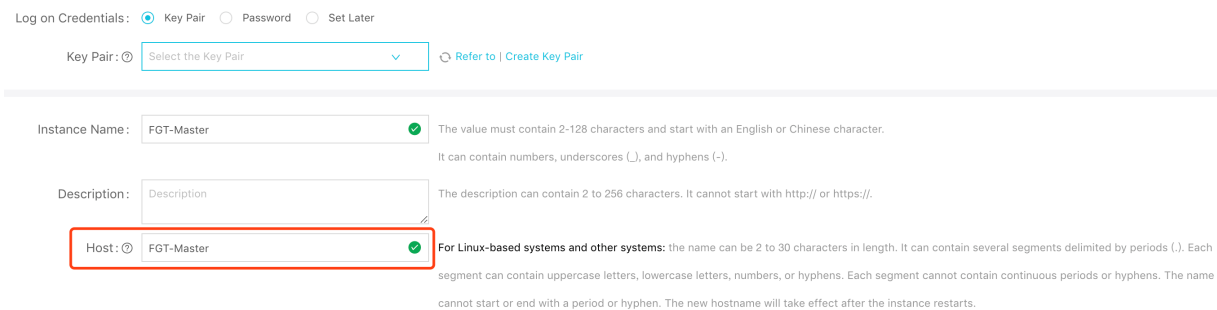 Log on Credentials: Key Pair Password Set Later
Key Pair: Select the Key Pair Refer to | Create Key Pair
Instance Name: FGT-Master The value must contain 2-128 characters and start with an English or Chinese character.
It can contain numbers, underscores (_), and hyphens (-).
Description: Description The description can contain 2 to 256 characters. It cannot start with http:// or https://.
Host: FGT-Master For Linux-based systems and other systems: the name can be 2 to 30 characters in length. It can contain several segments delimited by periods (.). Each
segment can contain uppercase letters, lowercase letters, numbers, or hyphens. Each segment cannot contain continuous periods or hyphens. The name
cannot start or end with a period or hyphen. The new hostname will take effect after the instance restarts.